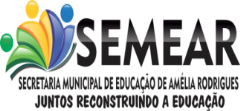 SEMEAR
SECRETARIA MUNICIPAL DE EDUCAÇÃO DE AMÉLIA RODRIGUES
JUNTOS RECONSTRUINDO A EDUCAÇÃO